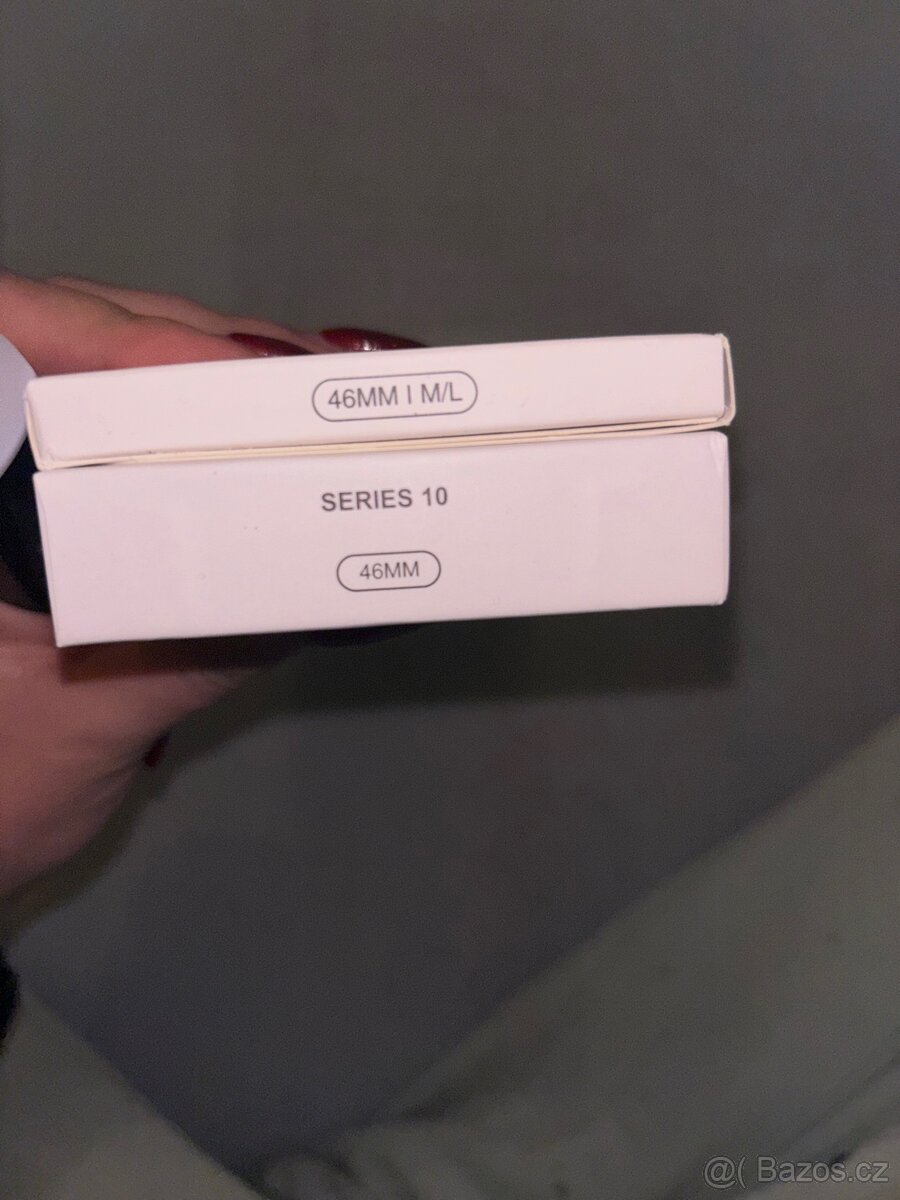 46MM | M/L
SERIES 10
46MM
@( Bazos.cz